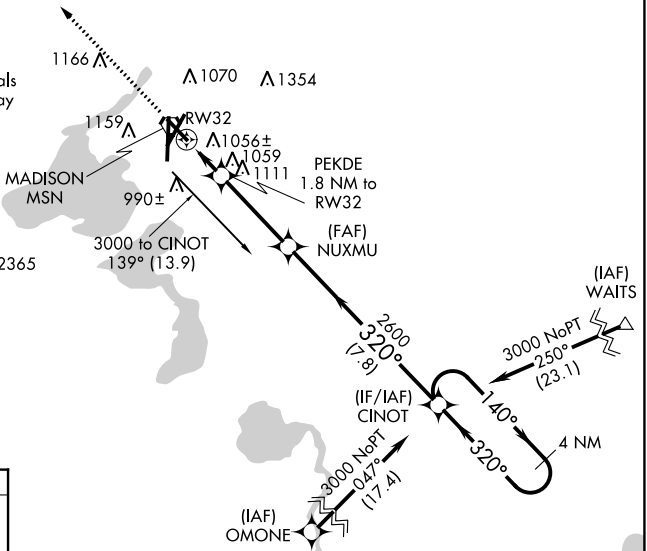 1166
1070
1354
als
ay
1159
RW32
1056±
1059
1111
MADISON
MSN
990±
PEKDE
1.8 NM to
RW32
3000 to CINOT
139° (13.9)
(FAF)
NUXMU
2365
(IAF)
WAITS
2600
320°
(7.8)
3000 NoPT
250°
(23.1)
(IF/IAF)
CINOT
140°
320°
4 NM
3000 NoPT
047°
(17.4)
(IAF)
OMONE